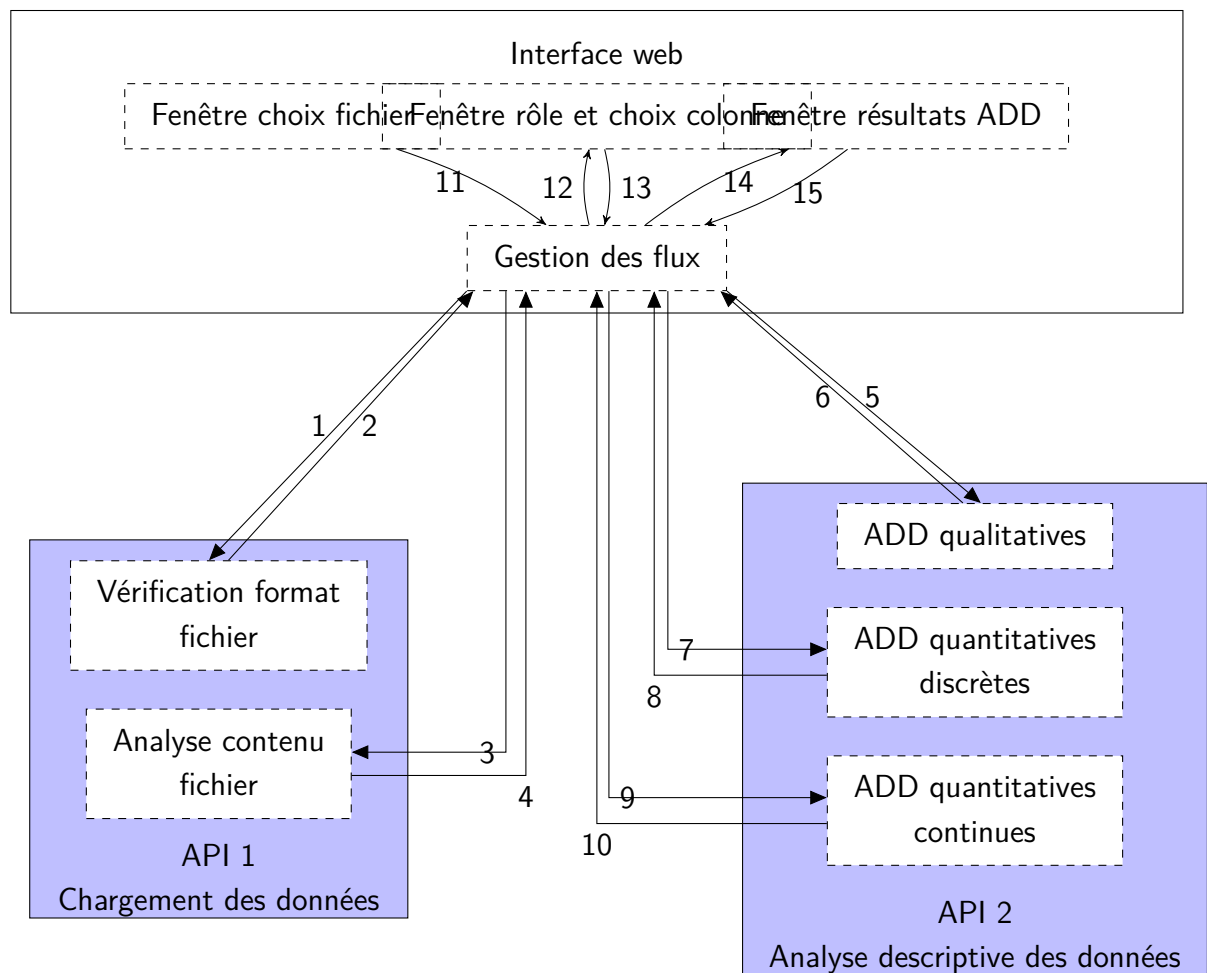 Interface web
Fenêtre choix fichier
Fenêtre rôle et choix colonne
Fenêtre résultats ADD
11
12
13
14
15
Gestion des flux
1
2
6
5
ADD qualitatives
Vérification format
fichier
ADD quantitatives
discrètes
7
8
Analyse contenu
fichier
3
4
ADD quantitatives
continues
9
10
API 1
Chargement des données
API 2
Analyse descriptive des données